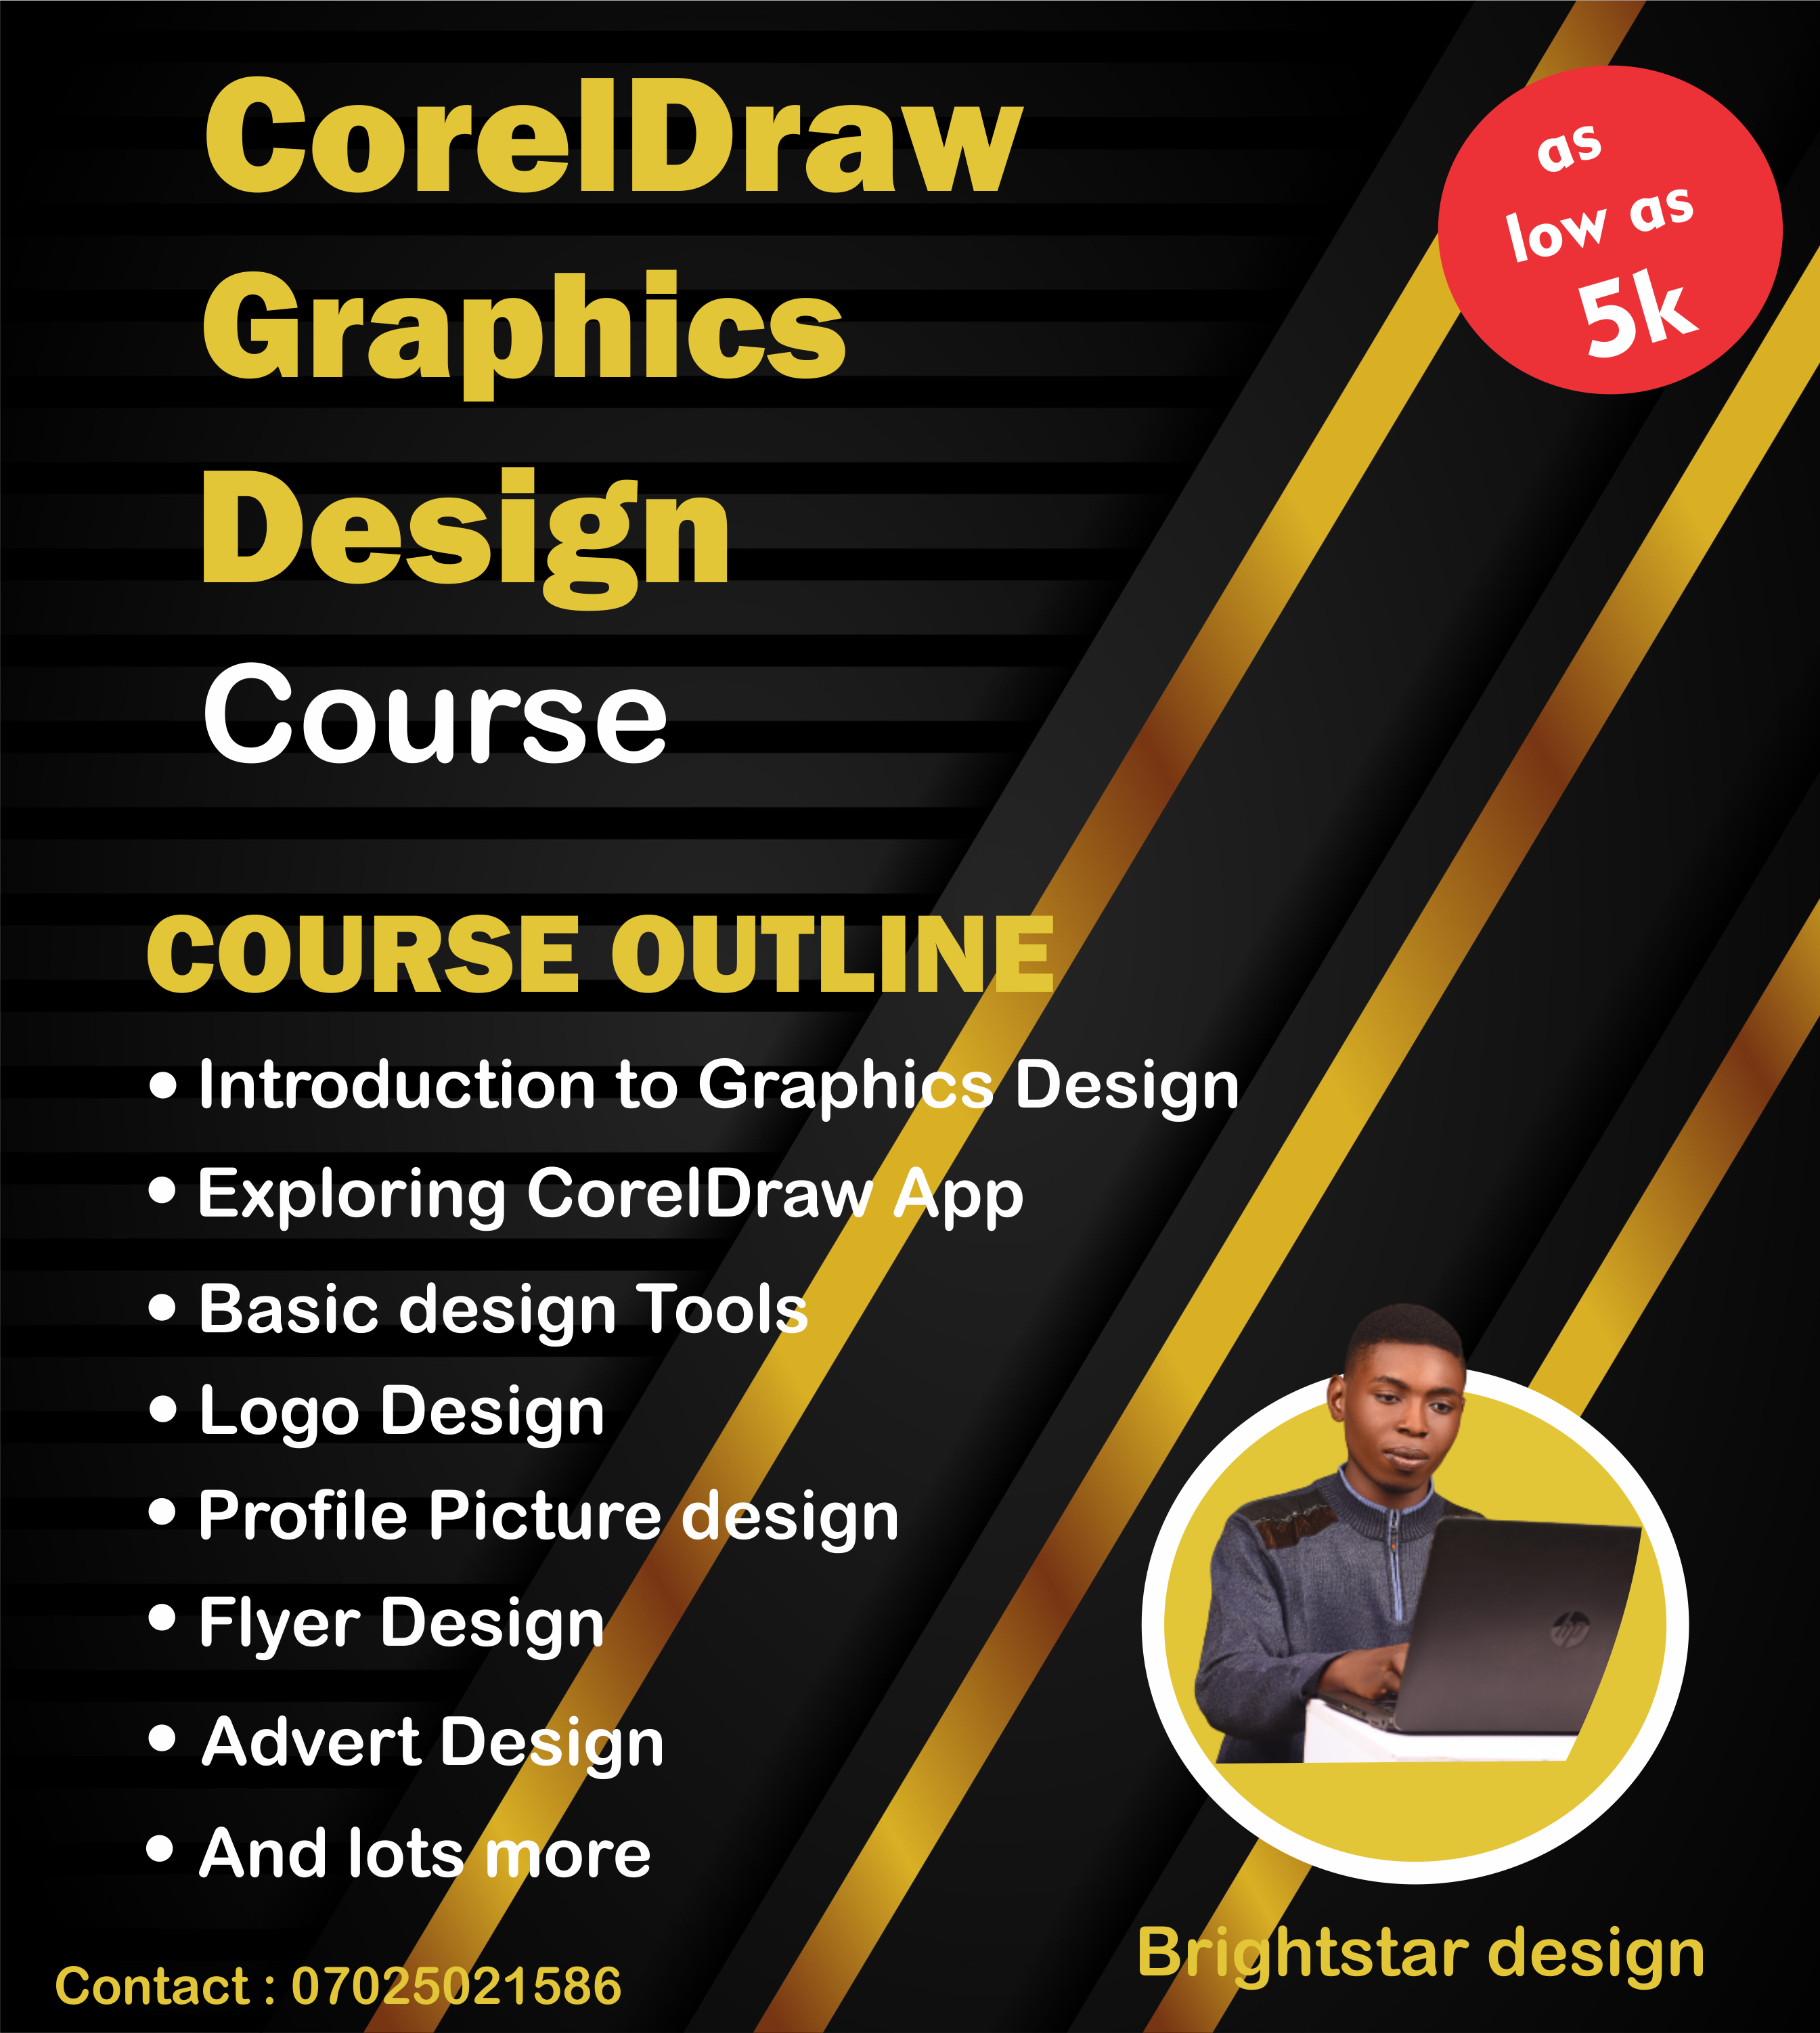 CorelDraw
Graphics
Design
Course
as
low as
5k
COURSE OUTLINE
• Introduction to Graphics Design
• Exploring CorelDraw App
• Basic design Tools
• Logo Design
• Profile Picture design
• Flyer Design
• Advert Design
• And lots more
hp
Contact : 07025021586
Brightstar design